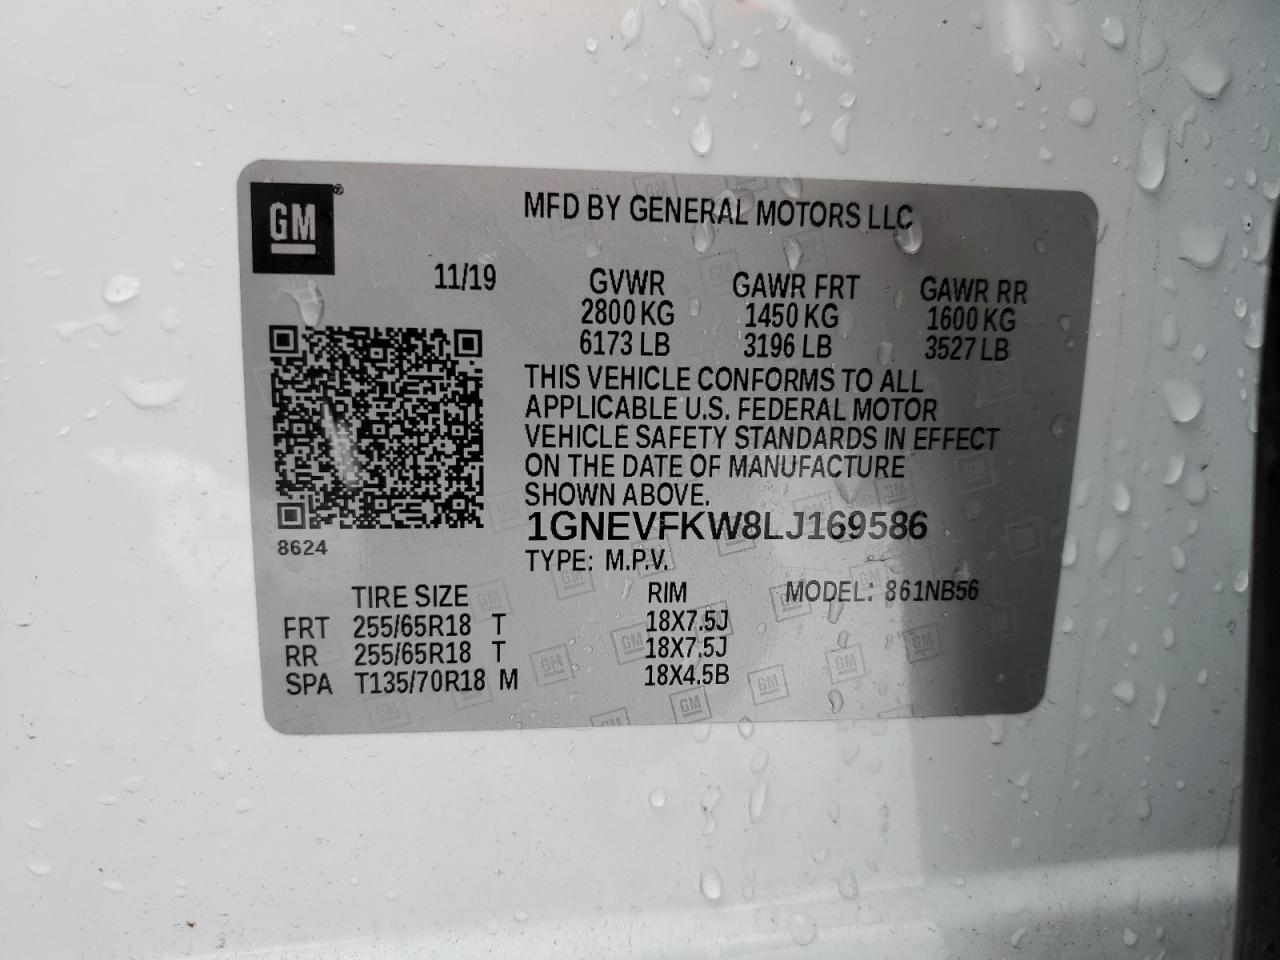 GM ®
MFD BY GENERAL MOTORS LLC
11/19 GVWR GAWR FRT GAWR RR
2800 KG 1450 KG 1600 KG
6173 LB 3196 LB 3527 LB
THIS VEHICLE CONFORMS TO ALL
APPLICABLE U.S. FEDERAL MOTOR
VEHICLE SAFETY STANDARDS IN EFFECT
ON THE DATE OF MANUFACTURE
SHOWN ABOVE.
1GNEVFKW8LJ169586
8624
TYPE: M.P.V.
TIRE SIZE RIM MODEL: 861NB56
FRT 255/65R18 T 18X7.5J
RR 255/65R18 T 18X7.5J
SPA T135/70R18 M 18X4.5B